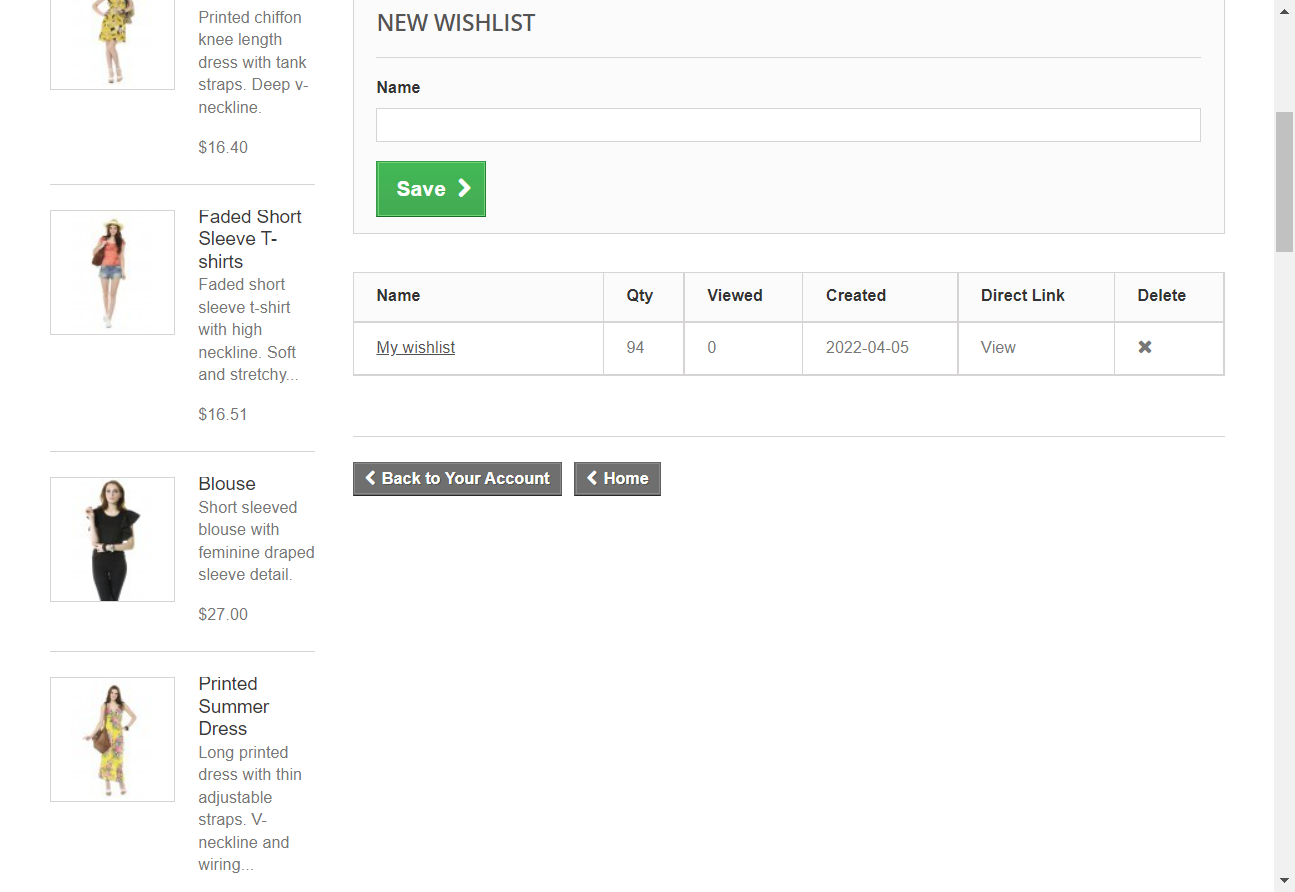 Printed chiffon
knee length
dress with tank
straps. Deep v-
neckline.
$16.40
Faded Short
Sleeve T-
shirts
Faded short
sleeve t-shirt
with high
neckline. Soft
and stretchy...
$16.51
Blouse
Short sleeved
blouse with
feminine draped
sleeve detail.
$27.00
Printed
Summer
Dress
Long printed
dress with thin
adjustable
straps. V-
neckline and
wiring...
NEW WISHLIST
Name
Save
Name Qty Viewed Created Direct Link Delete
My wishlist 94 0 2022-04-05 View
Back to Your Account Home